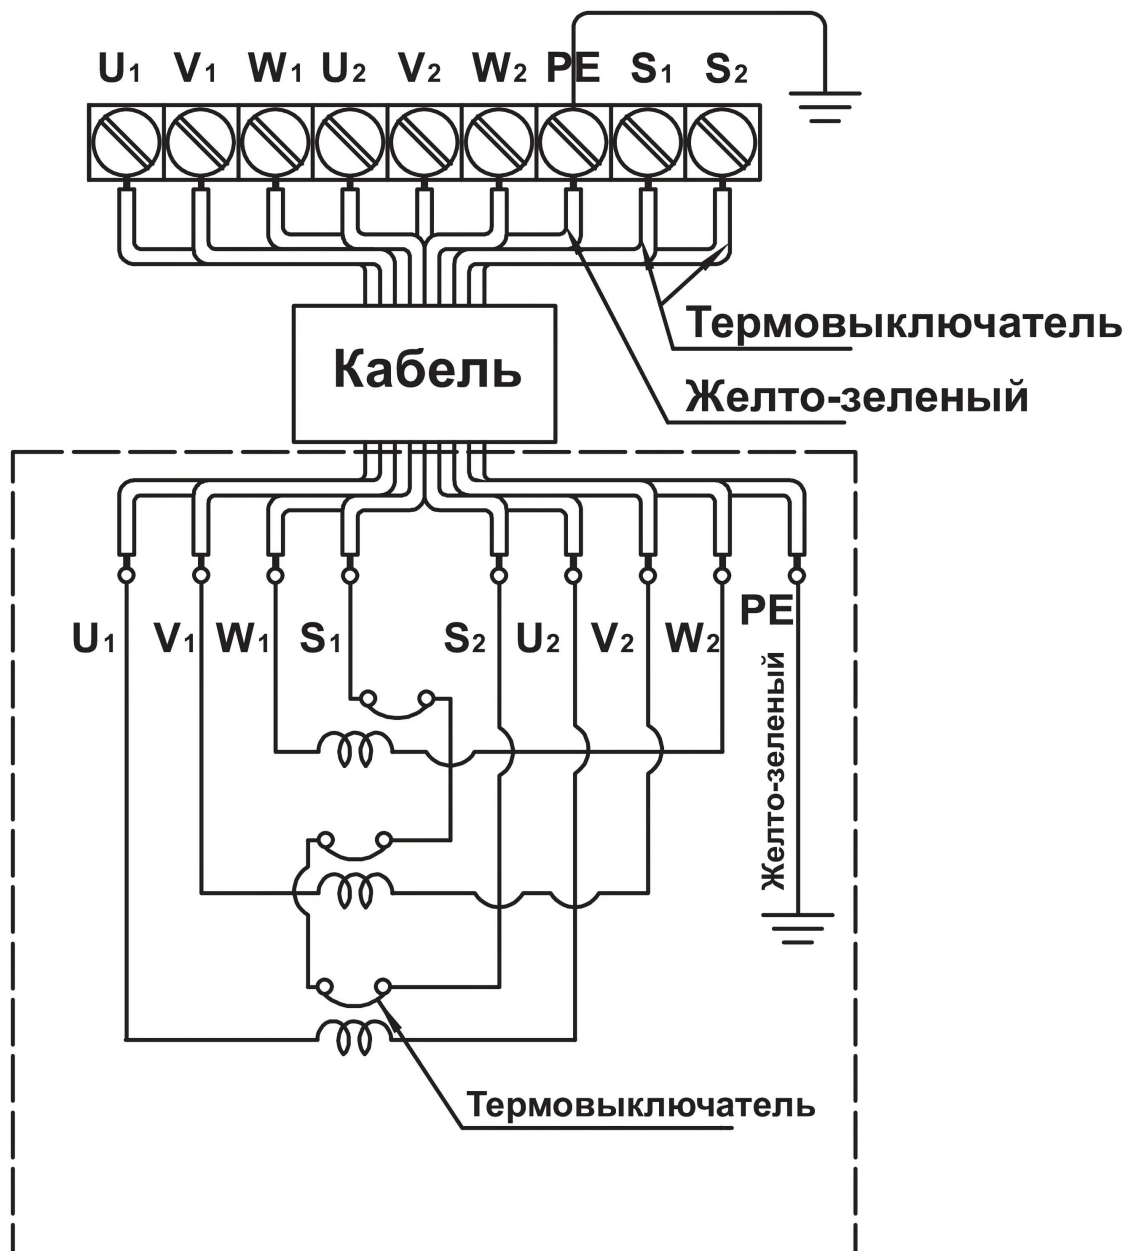 U1 V1 W1 U2 V2 W2 PE S1 S2
Термовыключатель
Кабель
Желто-зеленый
U1 V1 W1 S1 S2 U2 V2 W2 PE
Желто-зеленый
Термовыключатель